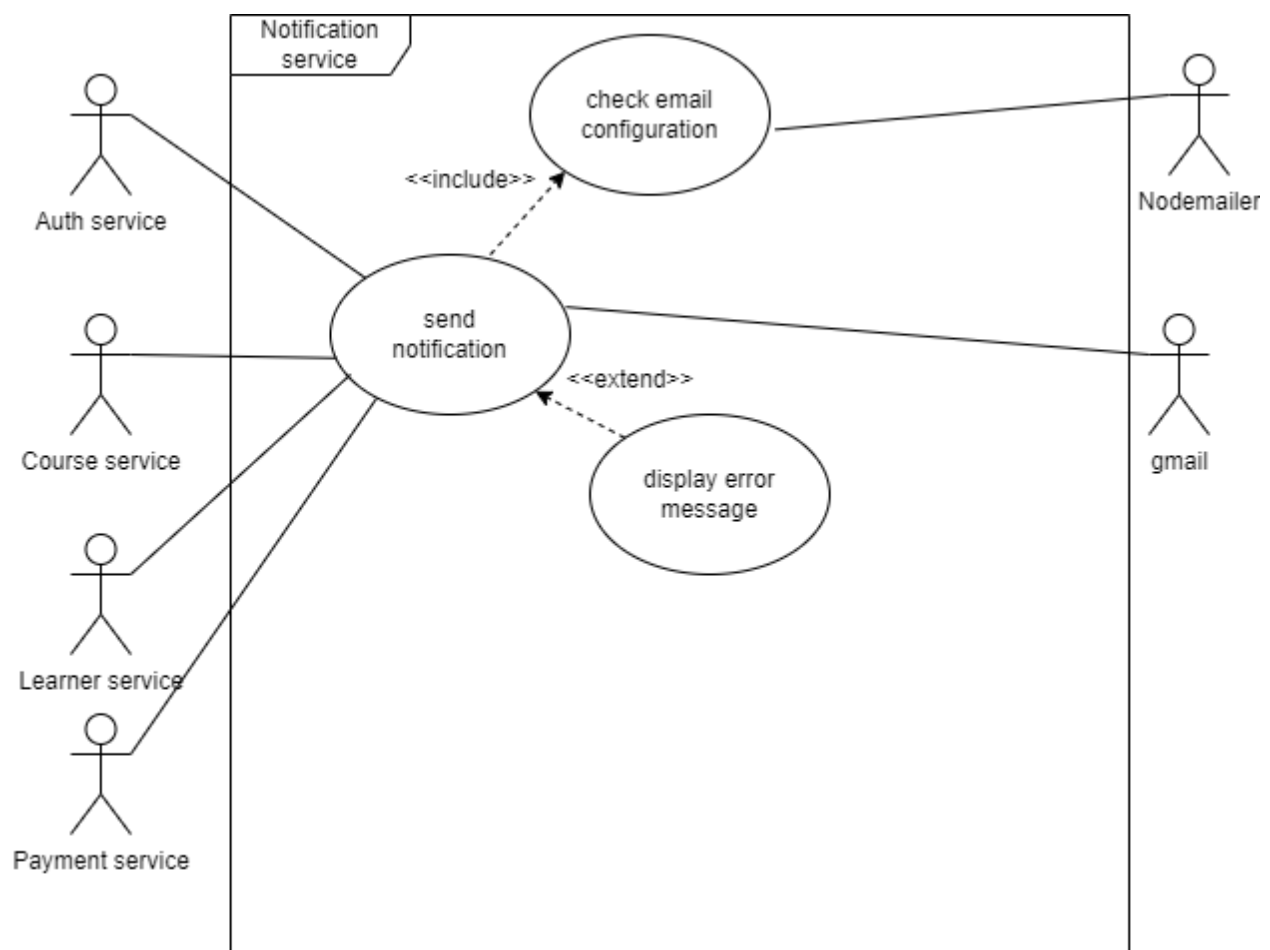 Notification
service
check email
configuration
<<include>>
Auth service
Nodemailer
send
notification
<<extend>>
Course service
gmail
display error
message
Learner service
Payment service